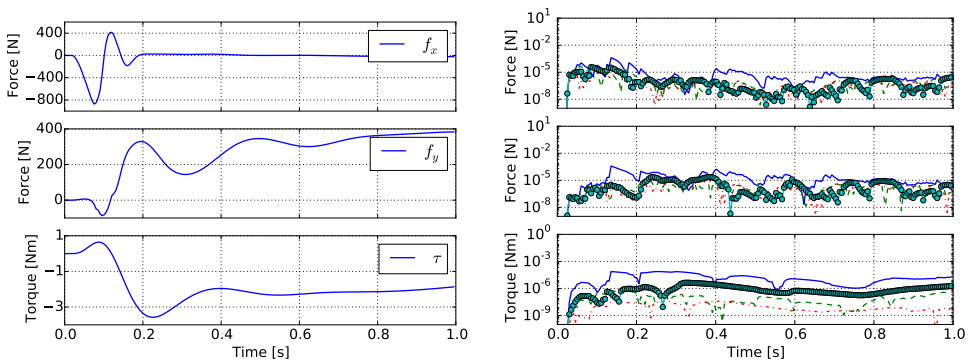 400
0
−400
−800
Force [N]
f_x
400
200
0
Force [N]
f_y
1
−1
−3
Torque [Nm]
τ
0.0 0.2 0.4 0.6 0.8 1.0
Time [s]
10^1
10^-2
10^-5
10^-8
Force [N]
10^1
10^-2
10^-5
10^-8
Force [N]
10^0
10^-3
10^-6
10^-9
Torque [Nm]
0.0 0.2 0.4 0.6 0.8 1.0
Time [s]